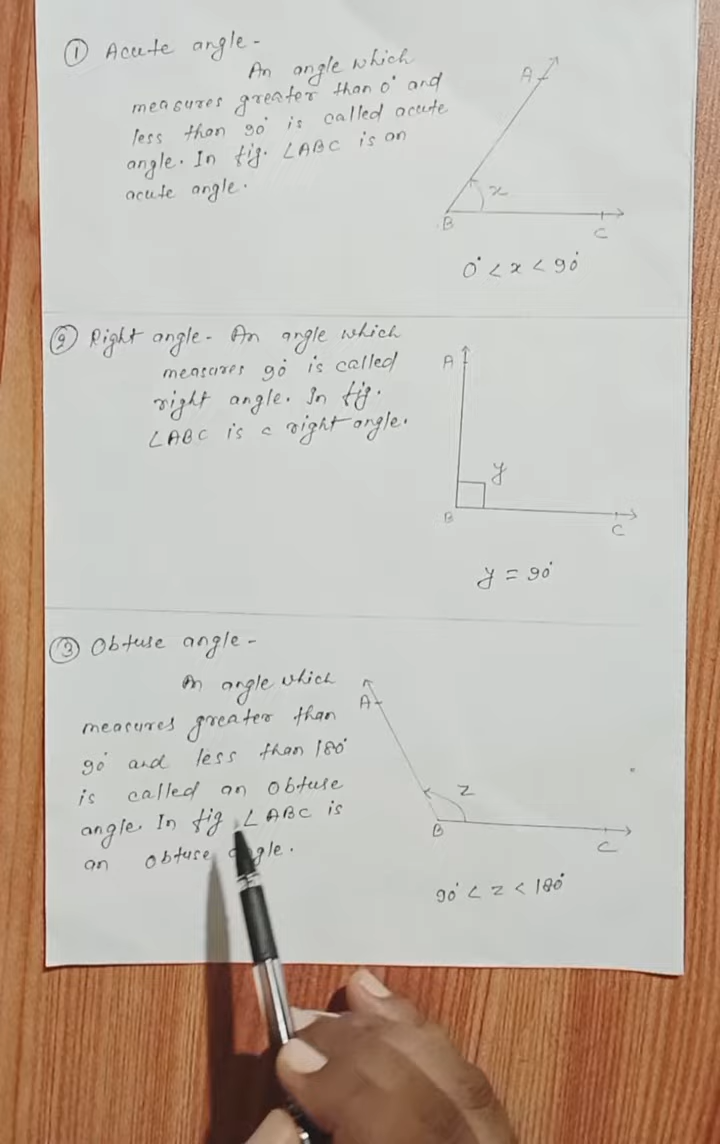 ① Acute angle -
An angle which
measures greater than 0° and
less than 90° is called acute
angle. In fig. ∠ABC is an
acute angle.
A
x
B
C
0° < x < 90°
② Right angle - An angle which
measures 90° is called
right angle. In fig.
∠ABC is a right angle.
A
y
B
C
y = 90°
③ Obtuse angle -
An angle which
measures greater than
90° and less than 180°
is called an obtuse
angle. In fig ∠ABC is
an obtuse angle.
A
z
B
C
90° < z < 180°